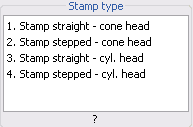 Stamp type
1. Stamp straight - cone head
2. Stamp stepped - cone head
3. Stamp straight - cyl. head
4. Stamp stepped - cyl. head
?